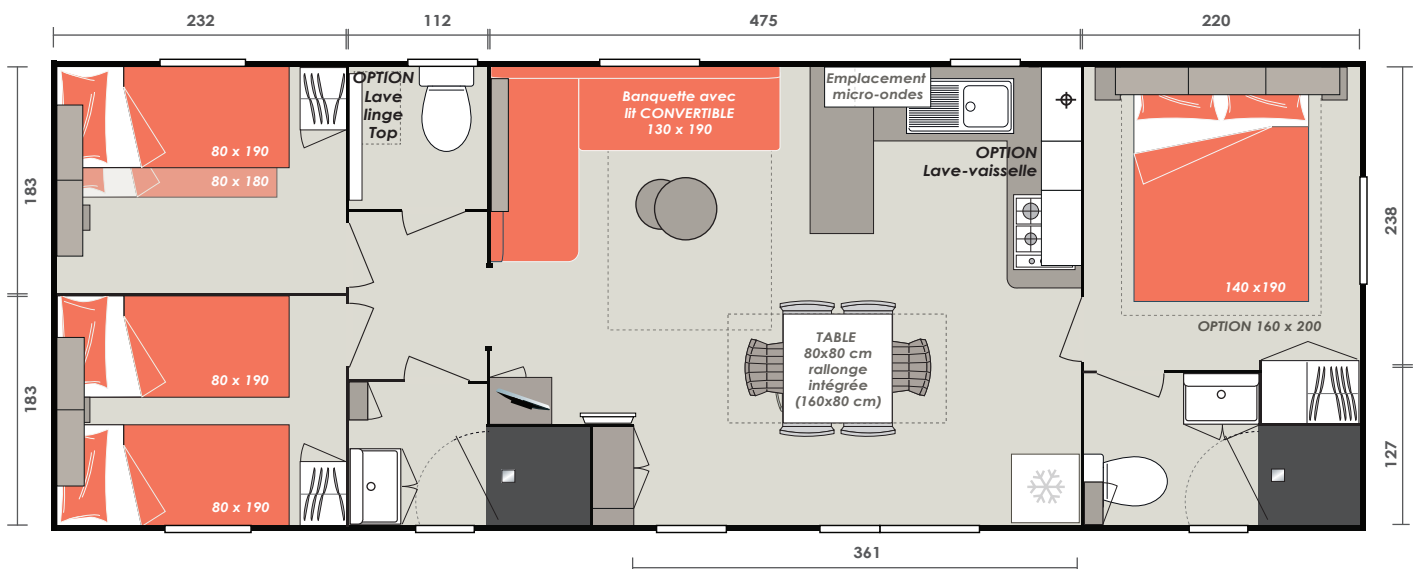 232
112
475
220
183
183
238
127
361
80 x 190
80 x 180
80 x 190
80 x 190
OPTION
Lave
linge
Top
Banquette avec
lit CONVERTIBLE
130 x 190
Emplacement
micro-ondes
OPTION
Lave-vaisselle
TABLE
80x80 cm
rallonge
intégrée
(160x80 cm)
140 x190
OPTION 160 x 200